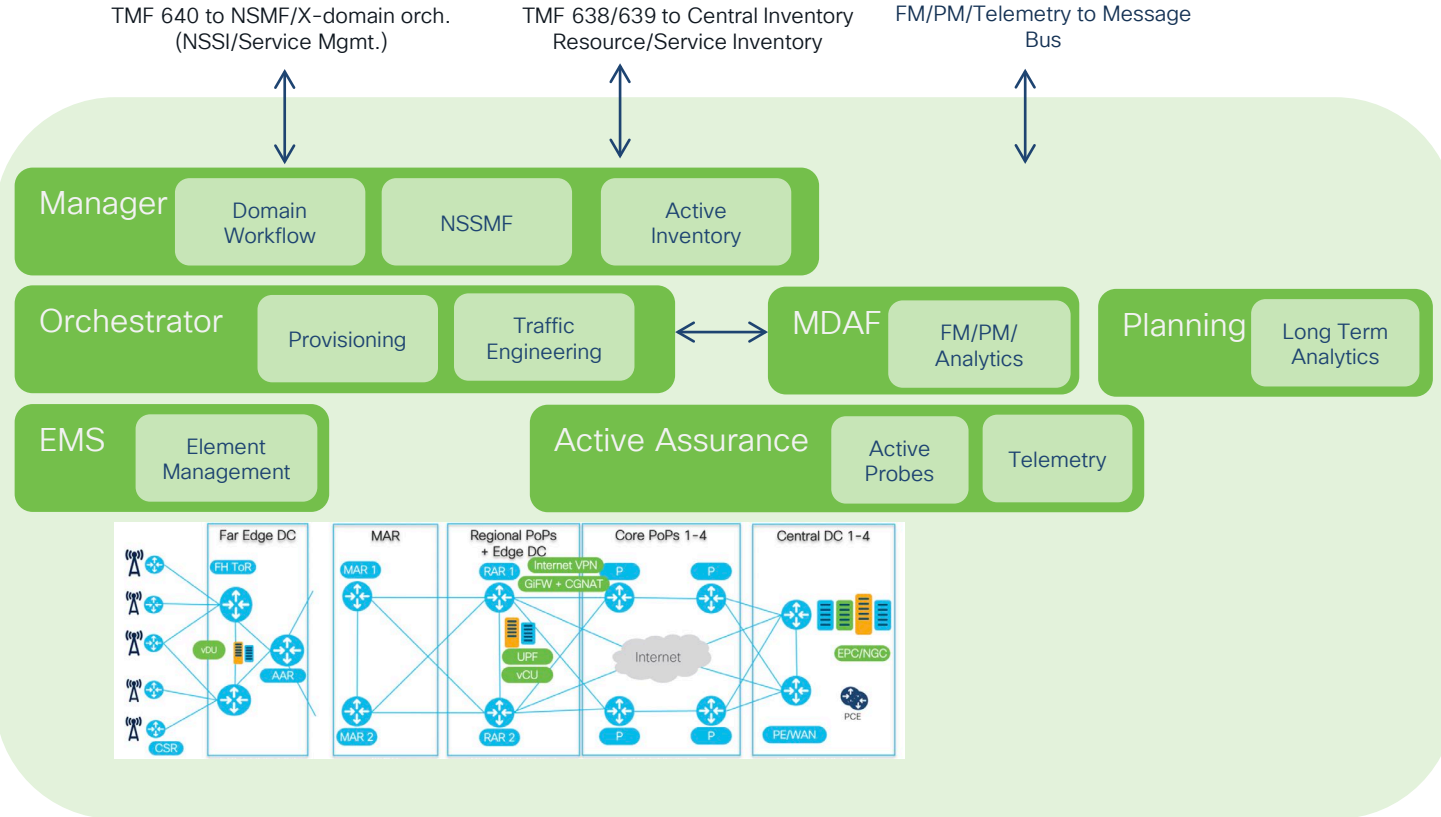 TMF 640 to NSMF/X-domain orch.
(NSSI/Service Mgmt.)
TMF 638/639 to Central Inventory
Resource/Service Inventory
FM/PM/Telemetry to Message
Bus
Manager
Domain
Workflow
NSSMF
Active
Inventory
Orchestrator
Provisioning
Traffic
Engineering
MDAF
FM/PM/
Analytics
Planning
Long Term
Analytics
EMS
Element
Management
Active Assurance
Active
Probes
Telemetry
Far Edge DC
MAR
Regional PoPs
+ Edge DC
Core PoPs 1-4
Central DC 1-4
FH ToR
MAR 1
RAR 1
Internet VPN
GiFW + CGNAT
P
P
vDU
AAR
UPF
vCU
Internet
EPC/NGC
PCE
CSR
MAR 2
RAR 2
P
P
PE/WAN